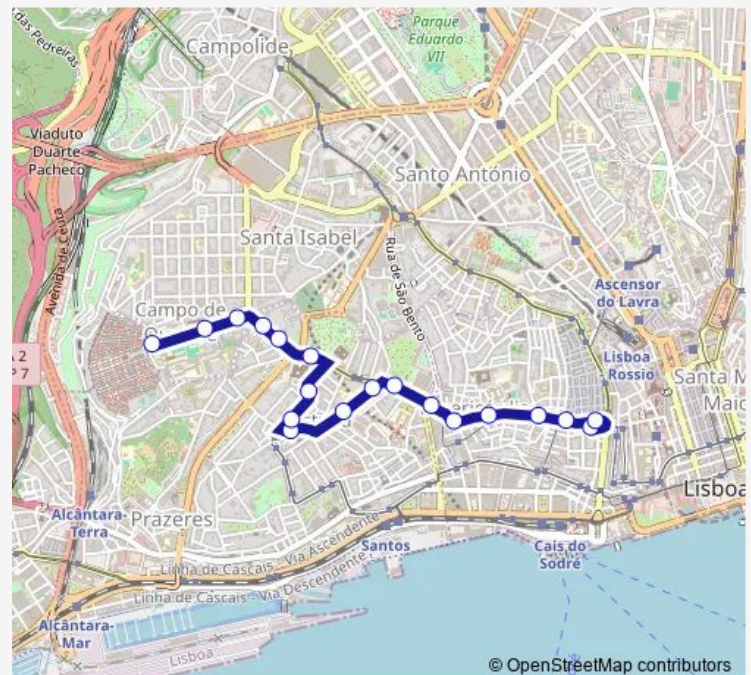 das Pedreiras
Campolide
Parque
Eduardo
VII
Viaduto
Duarte
Pacheco
Santo António
Avenida de Ceuta
Santa Isabel
Rua de São Bento
Ascensor
do Lavra
Campo de
Lisboa
Rossio
A 2
P 7
Santa M
Maio
Lisboa
Alcântara-
Terra
Prazeres
Santos
Cais do
Sodré
Linha de Cascais - Via Ascendente
Linha de Cascais - Via Descendente
Alcântara-
Mar
Lisboa
© OpenStreetMap contributors